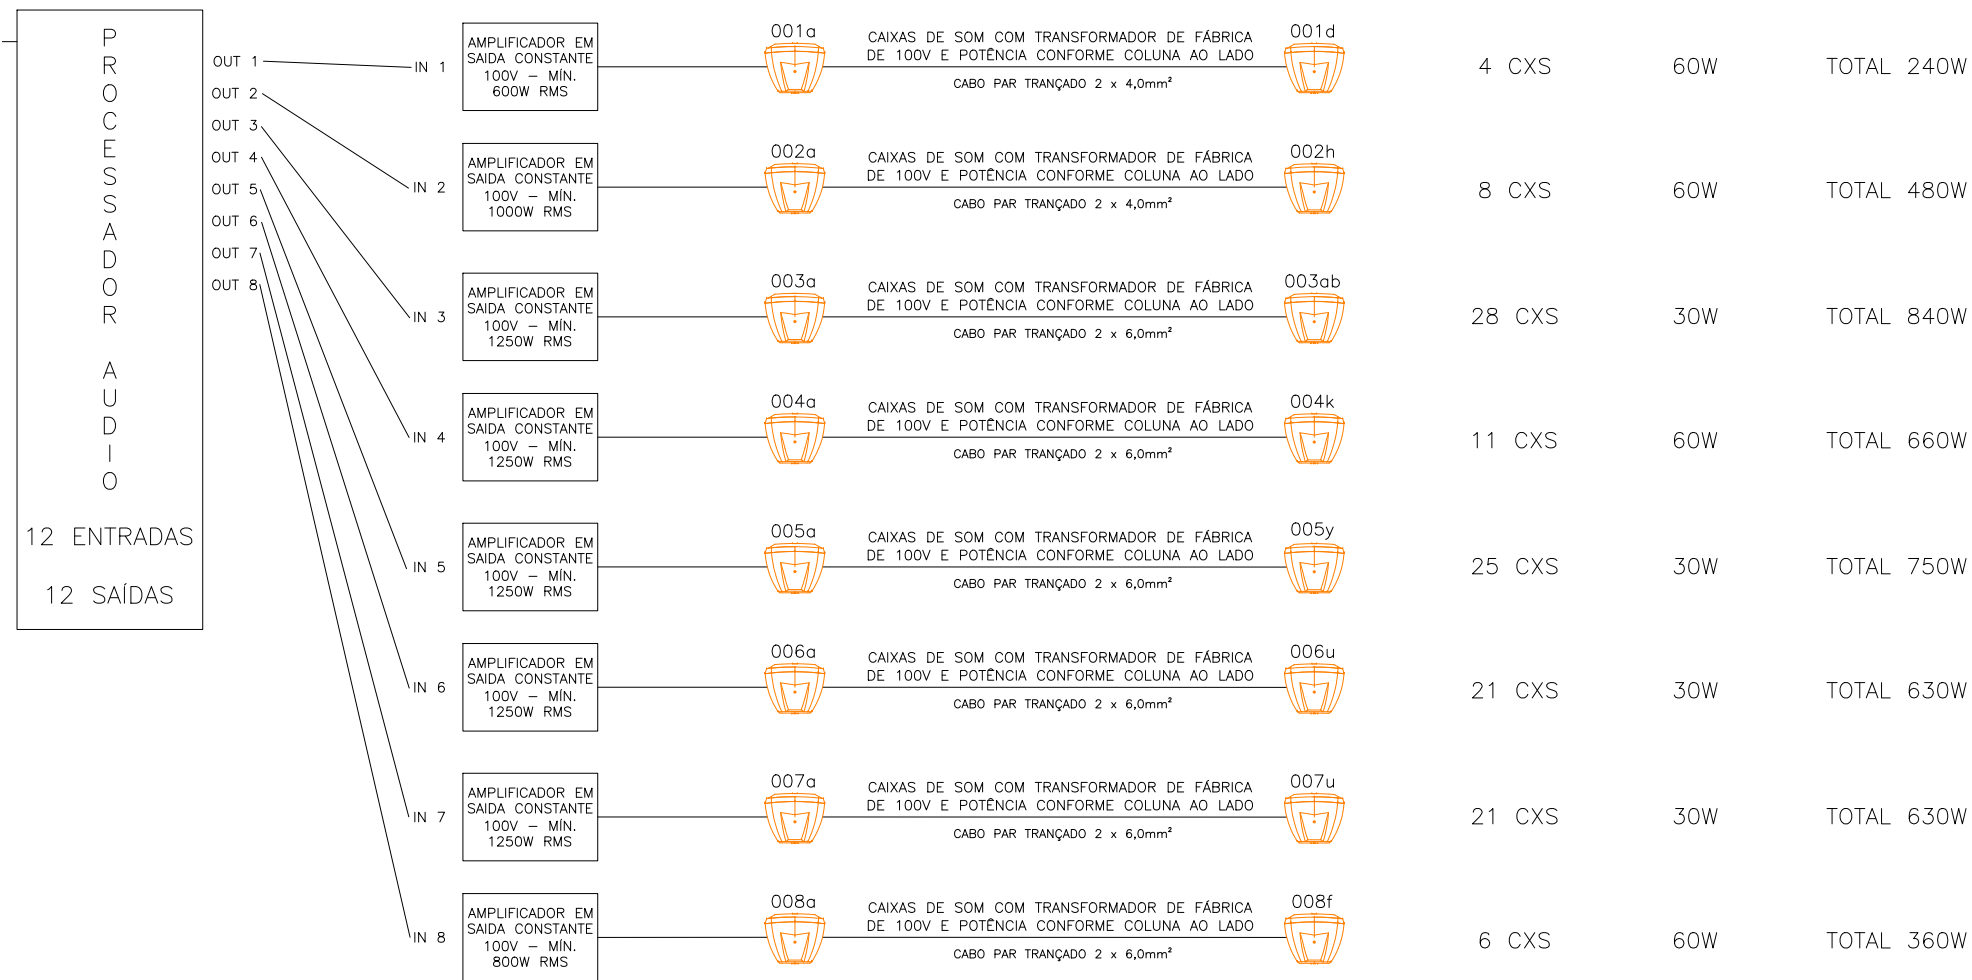 PROCESSADOR AUDIO
12 ENTRADAS
12 SAÍDAS
OUT 1
OUT 2
OUT 3
OUT 4
OUT 5
OUT 6
OUT 7
OUT 8
IN 1
AMPLIFICADOR EM
SAIDA CONSTANTE
100V – MÍN.
600W RMS
001a
CAIXAS DE SOM COM TRANSFORMADOR DE FÁBRICA
DE 100V E POTÊNCIA CONFORME COLUNA AO LADO
CABO PAR TRANÇADO 2 x 4,0mm²
001d
4 CXS
60W
TOTAL 240W
IN 2
AMPLIFICADOR EM
SAIDA CONSTANTE
100V – MÍN.
1000W RMS
002a
CAIXAS DE SOM COM TRANSFORMADOR DE FÁBRICA
DE 100V E POTÊNCIA CONFORME COLUNA AO LADO
CABO PAR TRANÇADO 2 x 4,0mm²
002h
8 CXS
60W
TOTAL 480W
IN 3
AMPLIFICADOR EM
SAIDA CONSTANTE
100V – MÍN.
1250W RMS
003a
CAIXAS DE SOM COM TRANSFORMADOR DE FÁBRICA
DE 100V E POTÊNCIA CONFORME COLUNA AO LADO
CABO PAR TRANÇADO 2 x 6,0mm²
003ab
28 CXS
30W
TOTAL 840W
IN 4
AMPLIFICADOR EM
SAIDA CONSTANTE
100V – MÍN.
1250W RMS
004a
CAIXAS DE SOM COM TRANSFORMADOR DE FÁBRICA
DE 100V E POTÊNCIA CONFORME COLUNA AO LADO
CABO PAR TRANÇADO 2 x 6,0mm²
004k
11 CXS
60W
TOTAL 660W
IN 5
AMPLIFICADOR EM
SAIDA CONSTANTE
100V – MÍN.
1250W RMS
005a
CAIXAS DE SOM COM TRANSFORMADOR DE FÁBRICA
DE 100V E POTÊNCIA CONFORME COLUNA AO LADO
CABO PAR TRANÇADO 2 x 6,0mm²
005y
25 CXS
30W
TOTAL 750W
IN 6
AMPLIFICADOR EM
SAIDA CONSTANTE
100V – MÍN.
1250W RMS
006a
CAIXAS DE SOM COM TRANSFORMADOR DE FÁBRICA
DE 100V E POTÊNCIA CONFORME COLUNA AO LADO
CABO PAR TRANÇADO 2 x 6,0mm²
006u
21 CXS
30W
TOTAL 630W
IN 7
AMPLIFICADOR EM
SAIDA CONSTANTE
100V – MÍN.
1250W RMS
007a
CAIXAS DE SOM COM TRANSFORMADOR DE FÁBRICA
DE 100V E POTÊNCIA CONFORME COLUNA AO LADO
CABO PAR TRANÇADO 2 x 6,0mm²
007u
21 CXS
30W
TOTAL 630W
IN 8
AMPLIFICADOR EM
SAIDA CONSTANTE
100V – MÍN.
800W RMS
008a
CAIXAS DE SOM COM TRANSFORMADOR DE FÁBRICA
DE 100V E POTÊNCIA CONFORME COLUNA AO LADO
CABO PAR TRANÇADO 2 x 6,0mm²
008f
6 CXS
60W
TOTAL 360W